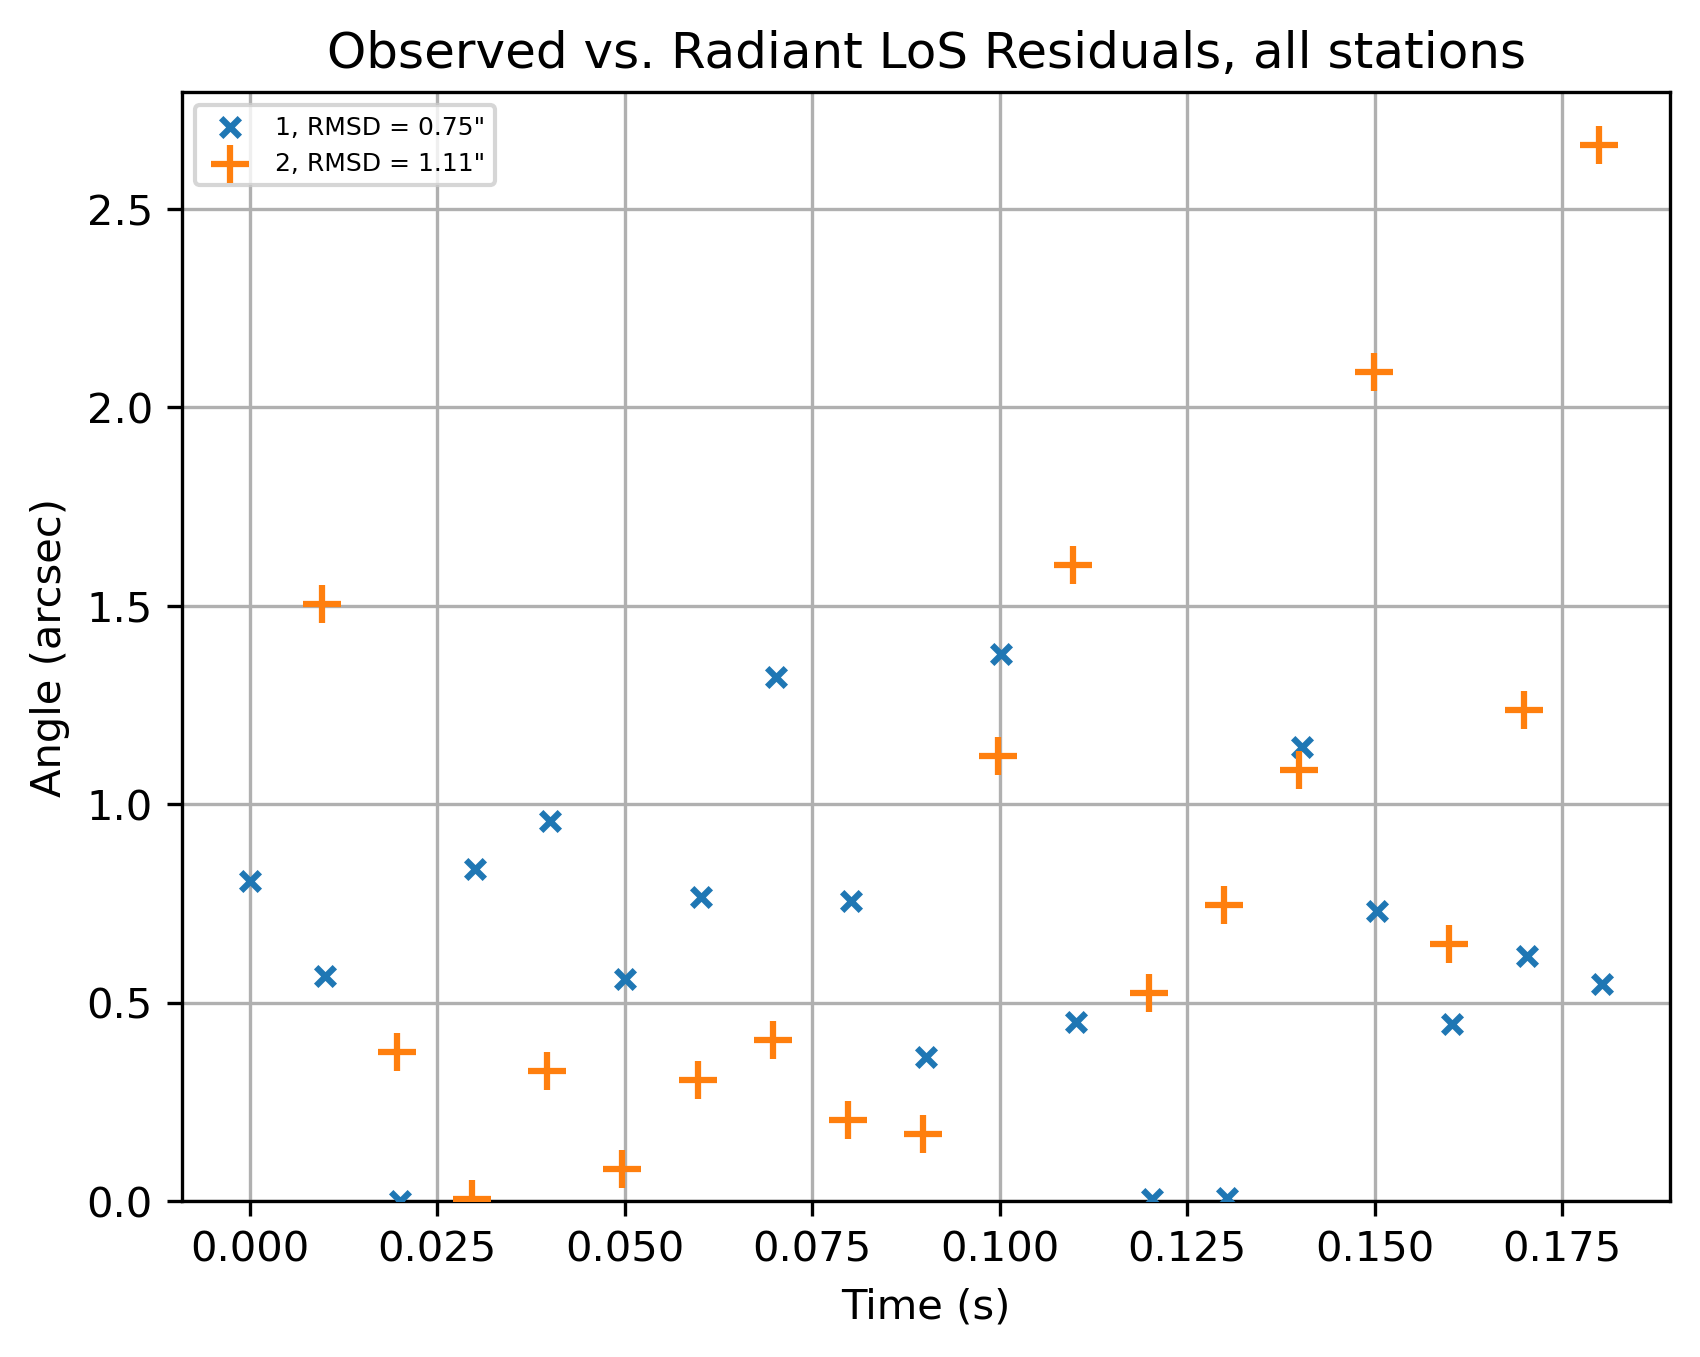 Observed vs. Radiant LoS Residuals, all stations
1, RMSD = 0.75"
2, RMSD = 1.11"
2.5
2.0
1.5
1.0
0.5
0.0
Angle (arcsec)
0.000 0.025 0.050 0.075 0.100 0.125 0.150 0.175
Time (s)